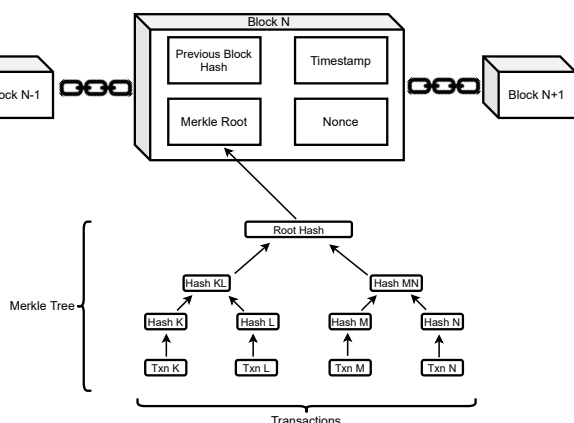 Block N
Previous Block
Hash
Timestamp
ock N-1
Block N+1
Merkle Root
Nonce
Root Hash
Hash KL
Hash MN
Merkle Tree
Hash K
Hash L
Hash M
Hash N
Txn K
Txn L
Txn M
Txn N
Transactions